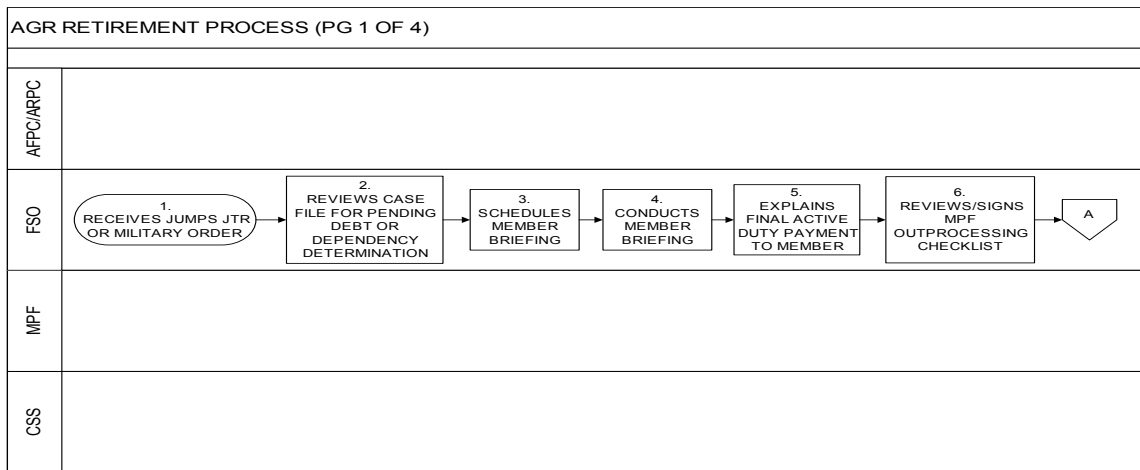 AGR RETIREMENT PROCESS (PG 1 OF 4)
AFPC/ARPC
FSO
1.
RECEIVES JUMPS JTR
OR MILITARY ORDER
2.
REVIEWS CASE
FILE FOR PENDING
DEBT OR
DEPENDENCY
DETERMINATION
3.
SCHEDULES
MEMBER
BRIEFING
4.
CONDUCTS
MEMBER
BRIEFING
5.
EXPLAINS
FINAL ACTIVE
DUTY PAYMENT
TO MEMBER
6.
REVIEWS/SIGNS
MPF
OUTPROCESSING
CHECKLIST
A
MPF
CSS